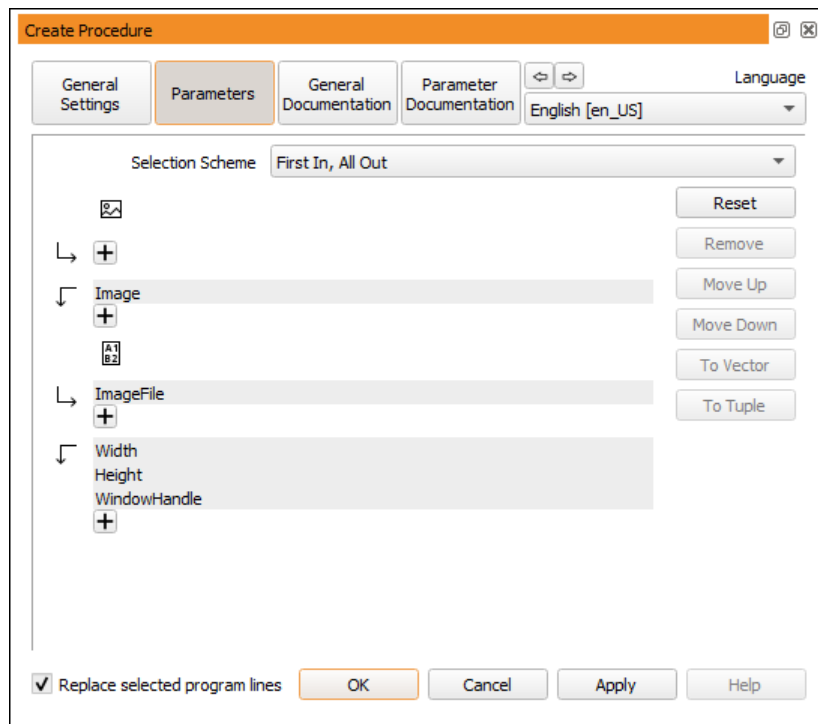 Create Procedure
General
Settings
Parameters
General
Documentation
Parameter
Documentation
Language
English [en_US]
Selection Scheme
First In, All Out
Reset
Remove
Image
Move Up
Move Down
A1
B2
To Vector
ImageFile
To Tuple
Width
Height
WindowHandle
Replace selected program lines
OK
Cancel
Apply
Help